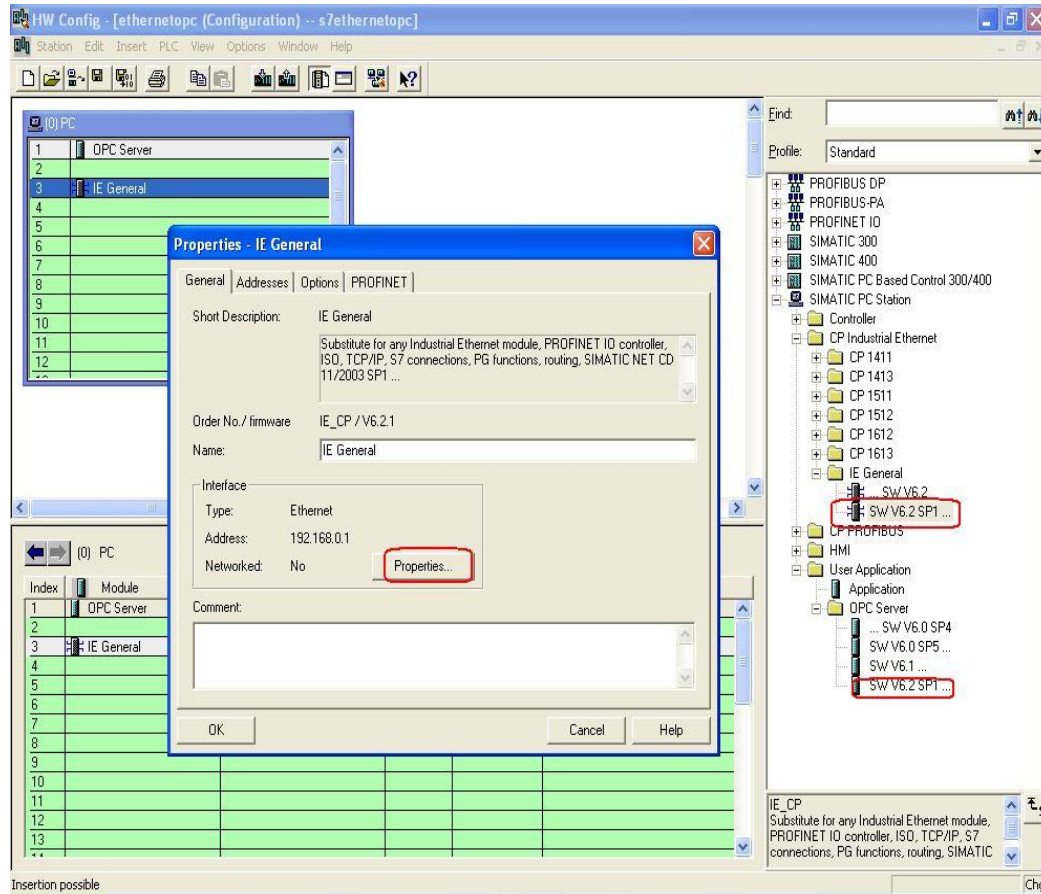 HW Config - [ethernetopc (Configuration) -- s7ethernetopc]
Station Edit Insert PLC View Options Window Help
(0) PC
1 OPC Server
2
3 IE General
4
5
6
7
8
9
10
11
12
Find:
Profile: Standard
PROFIBUS DP
PROFIBUS-PA
PROFINET IO
SIMATIC 300
SIMATIC 400
SIMATIC PC Based Control 300/400
SIMATIC PC Station
Controller
CP Industrial Ethernet
CP 1411
CP 1413
CP 1511
CP 1512
CP 1612
CP 1613
IE General
... SW V6.2
SW V6.2 SP1 ...
CP PROFIBUS
HMI
User Application
Application
OPC Server
... SW V6.0 SP4
SW V6.0 SP5 ...
SW V6.1 ...
SW V6.2 SP1 ...
Properties - IE General
General Addresses Options PROFINET
Short Description: IE General
Substitute for any Industrial Ethernet module, PROFINET IO controller,
ISO, TCP/IP, S7 connections, PG functions, routing, SIMATIC NET CD
11/2003 SP1 ...
Order No./ firmware IE_CP / V6.2.1
Name: IE General
Interface
Type: Ethernet
Address: 192.168.0.1
Networked: No Properties...
Comment:
OK Cancel Help
(0) PC
Index Module
1 OPC Server
2
3 IE General
4
5
6
7
8
9
10
11
12
13
IE_CP
Substitute for any Industrial Ethernet module,
PROFINET IO controller, ISO, TCP/IP, S7
connections, PG functions, routing, SIMATIC
Insertion possible
Chg